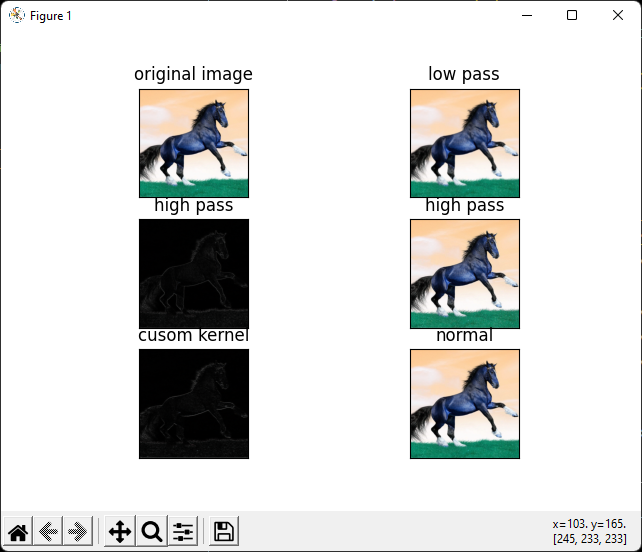 Figure 1
original image
low pass
high pass
high pass
cusom kernel
normal
x=103. y=165.
[245, 233, 233]